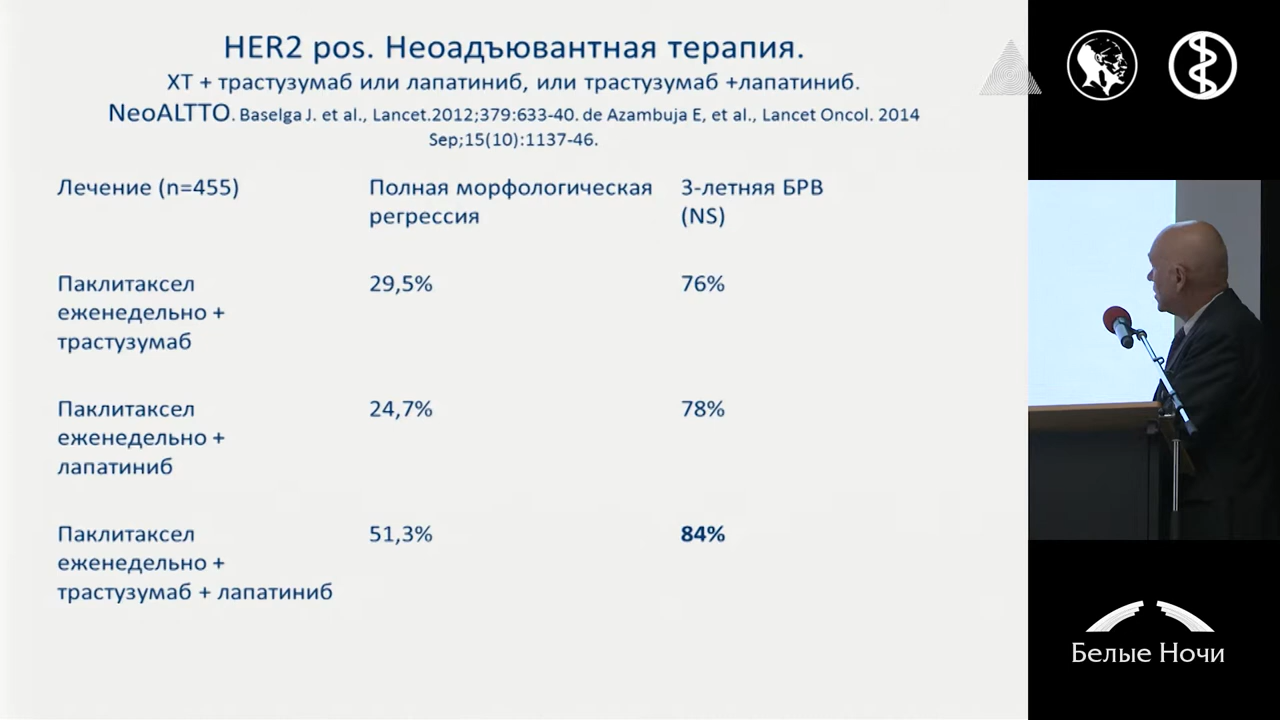 HER2 pos. Неоадъювантная терапия.
ХТ + трастузумаб или лапатиниб, или трастузумаб +лапатиниб.
NeoALTTO. Baselga J. et al., Lancet.2012;379:633-40. de Azambuja E, et al., Lancet Oncol. 2014
Sep;15(10):1137-46.
Лечение (n=455)
Полная морфологическая
регрессия
3-летняя БРВ
(NS)
Паклитаксел
еженедельно +
трастузумаб
29,5%
76%
Паклитаксел
еженедельно +
лапатиниб
24,7%
78%
Паклитаксел
еженедельно +
трастузумаб + лапатиниб
51,3%
84%
Белые Ночи